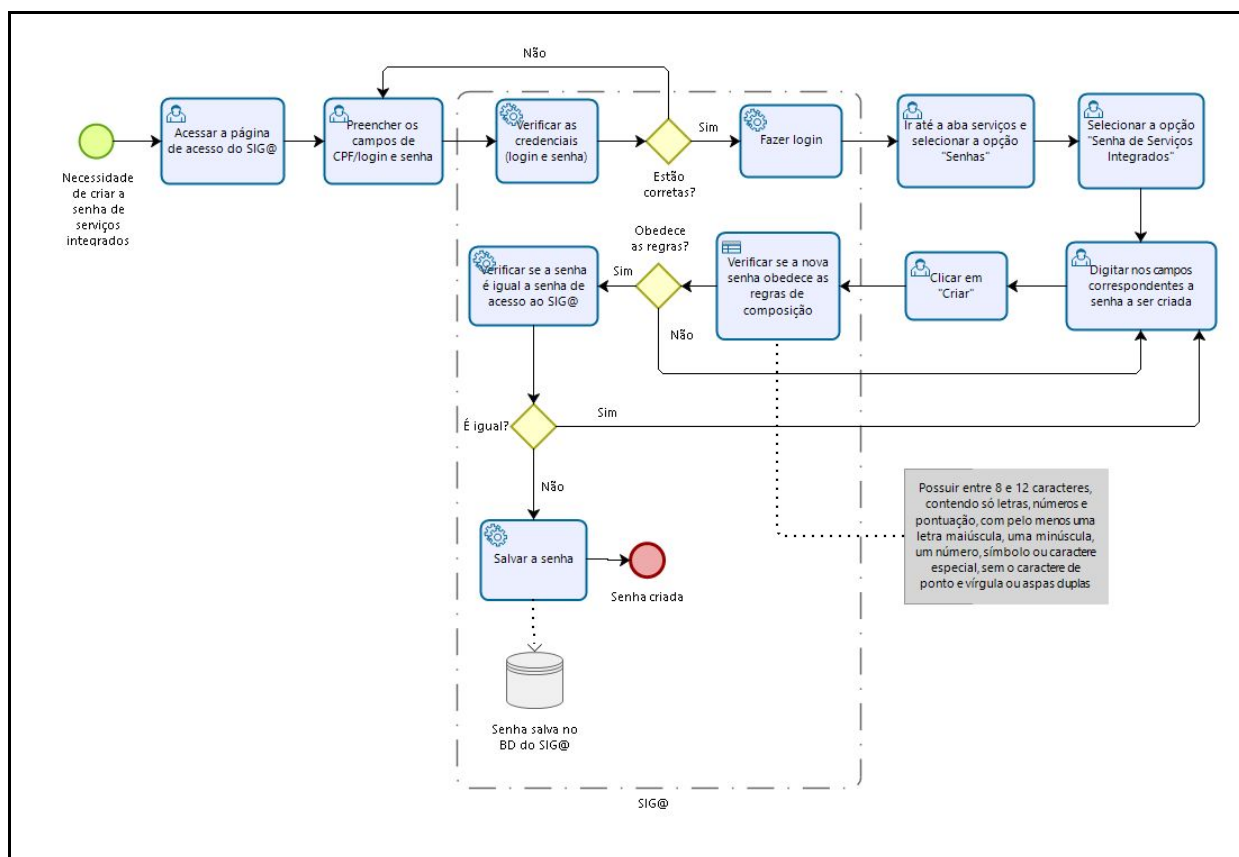 Não
Acessar a página
de acesso do SIG@
Preencher os
campos de
CPF/login e senha
Verificar as
credenciais
(login e senha)
Sim
Fazer login
Ir até a aba serviços e
selecionar a opção
"Senhas"
Selecionar a opção
"Senha de Serviços
Integrados"
Necessidade
de criar a
senha de
serviços
integrados
Estão
corretas?
Obedece
as regras?
Verificar se a senha
é igual a senha de
acesso ao SIG@
Sim
Verificar se a nova
senha obedece as
regras de
composição
Clicar em
"Criar"
Digitar nos campos
correspondentes a
senha a ser criada
Não
É igual?
Sim
Não
Possuir entre 8 e 12 caracteres,
contendo só letras, números e
pontuação, com pelo menos uma
letra maiúscula, uma minúscula,
um número, símbolo ou caractere
especial, sem o caractere de
ponto e vírgula ou aspas duplas
Salvar a senha
Senha criada
Senha salva no
BD do SIG@
SIG@